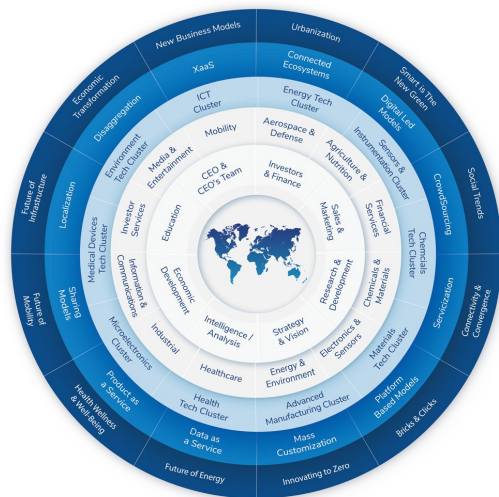 Urbanization
Smart is The
New Green
Social Trends
Connectivity &
Convergence
Bricks & Clicks
Innovating to Zero
Future of Energy
Health Wellness
& Well-Being
Future of
Mobility
Future of
Infrastructure
Economic
Transformation
New Business Models
Connected
Ecosystems
Digital Led
Models
CrowdSourcing
Servicization
Platform
Based Models
Mass
Customization
Data as
a Service
Product as
a Service
Sharing
Models
Localization
Disaggregation
XaaS
Energy Tech
Cluster
Sensors &
Instrumentation Cluster
Chemcials
Tech Cluster
Materials
Tech Cluster
Advanced
Manufacturing Cluster
Health
Tech Cluster
Microelectronics
Cluster
Medical Devices
Tech Cluster
Environment
Tech Cluster
ICT
Cluster
Aerospace &
Defense
Agriculture &
Nutrition
Financial
Services
Chemicals &
Materials
Electronics &
Sensors
Energy &
Environment
Healthcare
Industrial
Information &
Communications
Investor
Services
Media &
Entertainment
Mobility
Investors
& Finance
Sales &
Marketing
Research &
Development
Strategy
& Vision
Intelligence /
Analysis
Economic
Development
Education
CEO &
CEO's Team